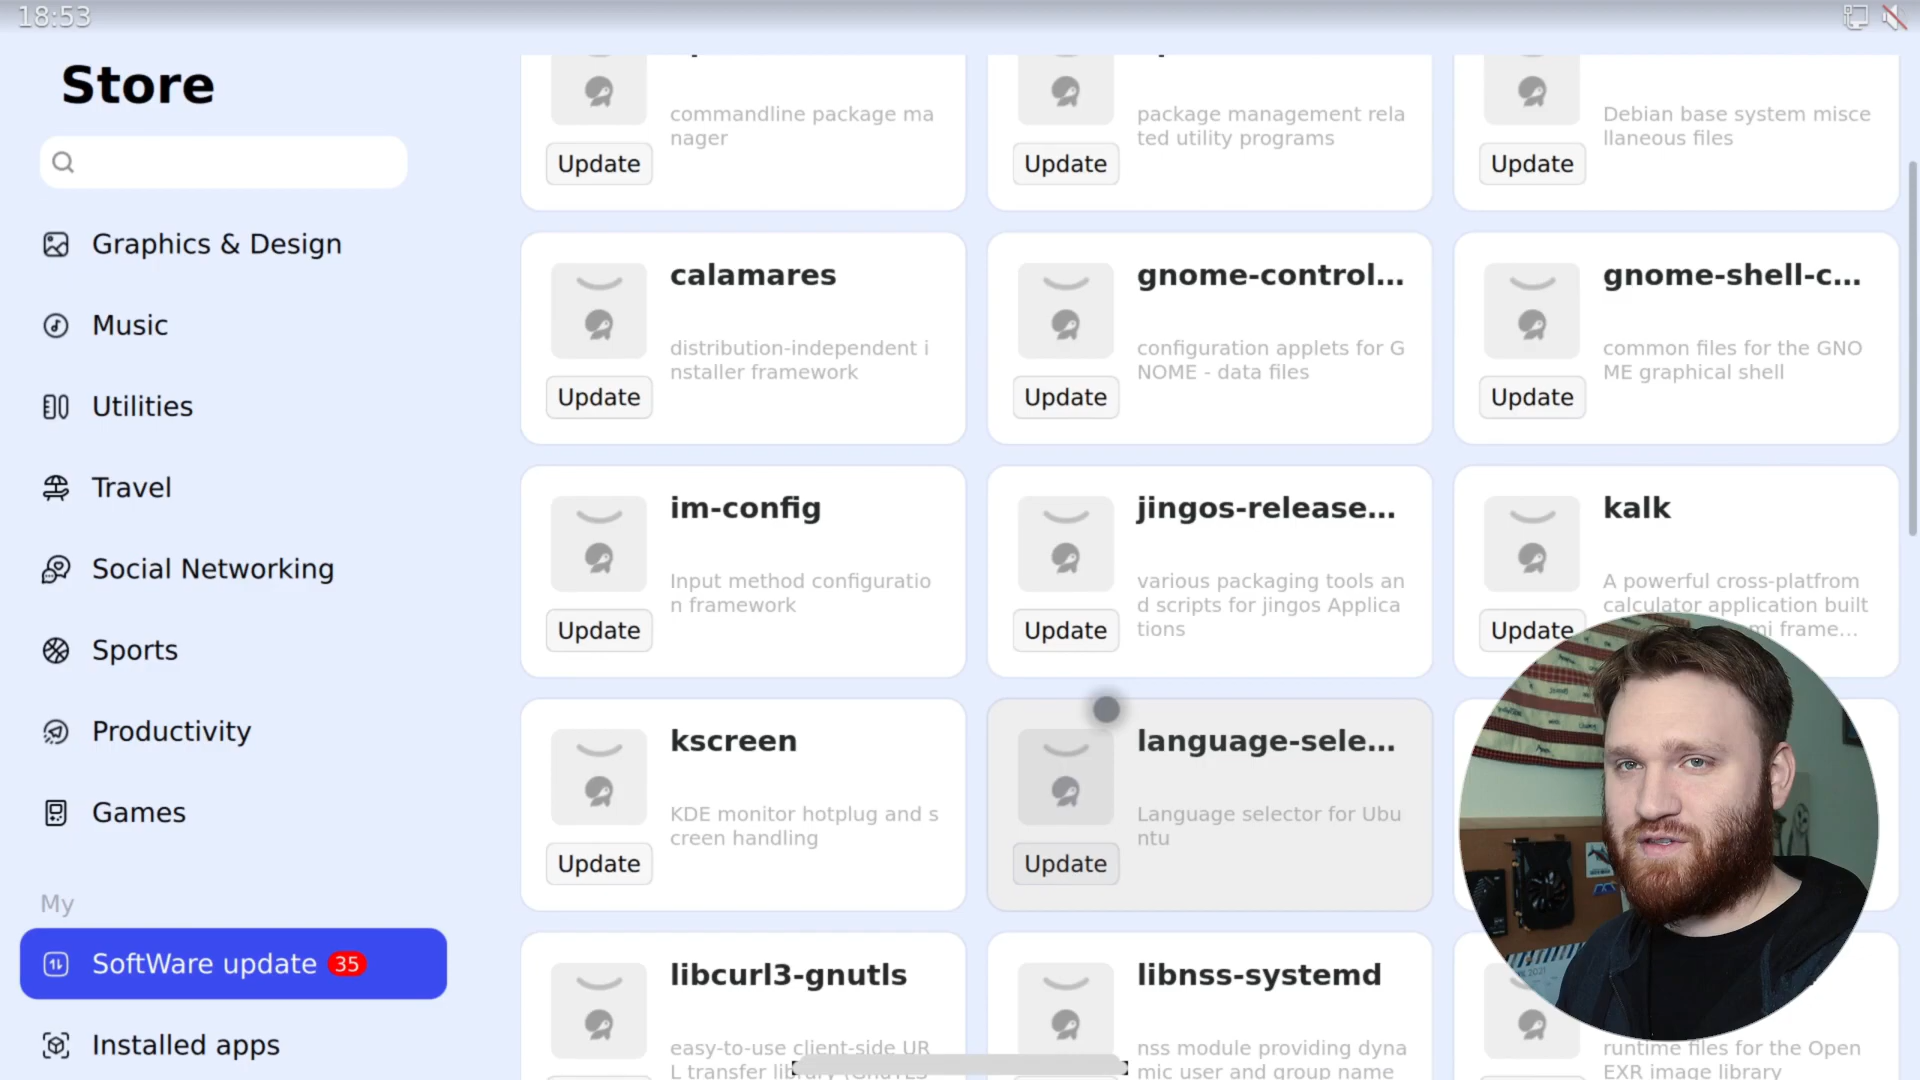 18:53
Store
Graphics & Design
Music
Utilities
Travel
Social Networking
Sports
Productivity
Games
My
SoftWare update 35
Installed apps
commandline package ma
nager
Update
package management rela
ted utility programs
Update
Debian base system misce
llaneous files
Update
calamares
distribution-independent i
nstaller framework
Update
gnome-control...
configuration applets for G
NOME - data files
Update
gnome-shell-c...
common files for the GNO
ME graphical shell
Update
im-config
Input method configuratio
n framework
Update
jingos-release...
various packaging tools an
d scripts for jingos Applica
tions
Update
kalk
A powerful cross-platfrom
calculator application built
mi frame...
Update
kscreen
KDE monitor hotplug and s
creen handling
Update
language-sele...
Language selector for Ubu
ntu
Update
libcurl3-gnutls
easy-to-use client-side UR
L transfer
libnss-systemd
nss module providing dyna
mic user and group name
runtime files for the Open
EXR image library